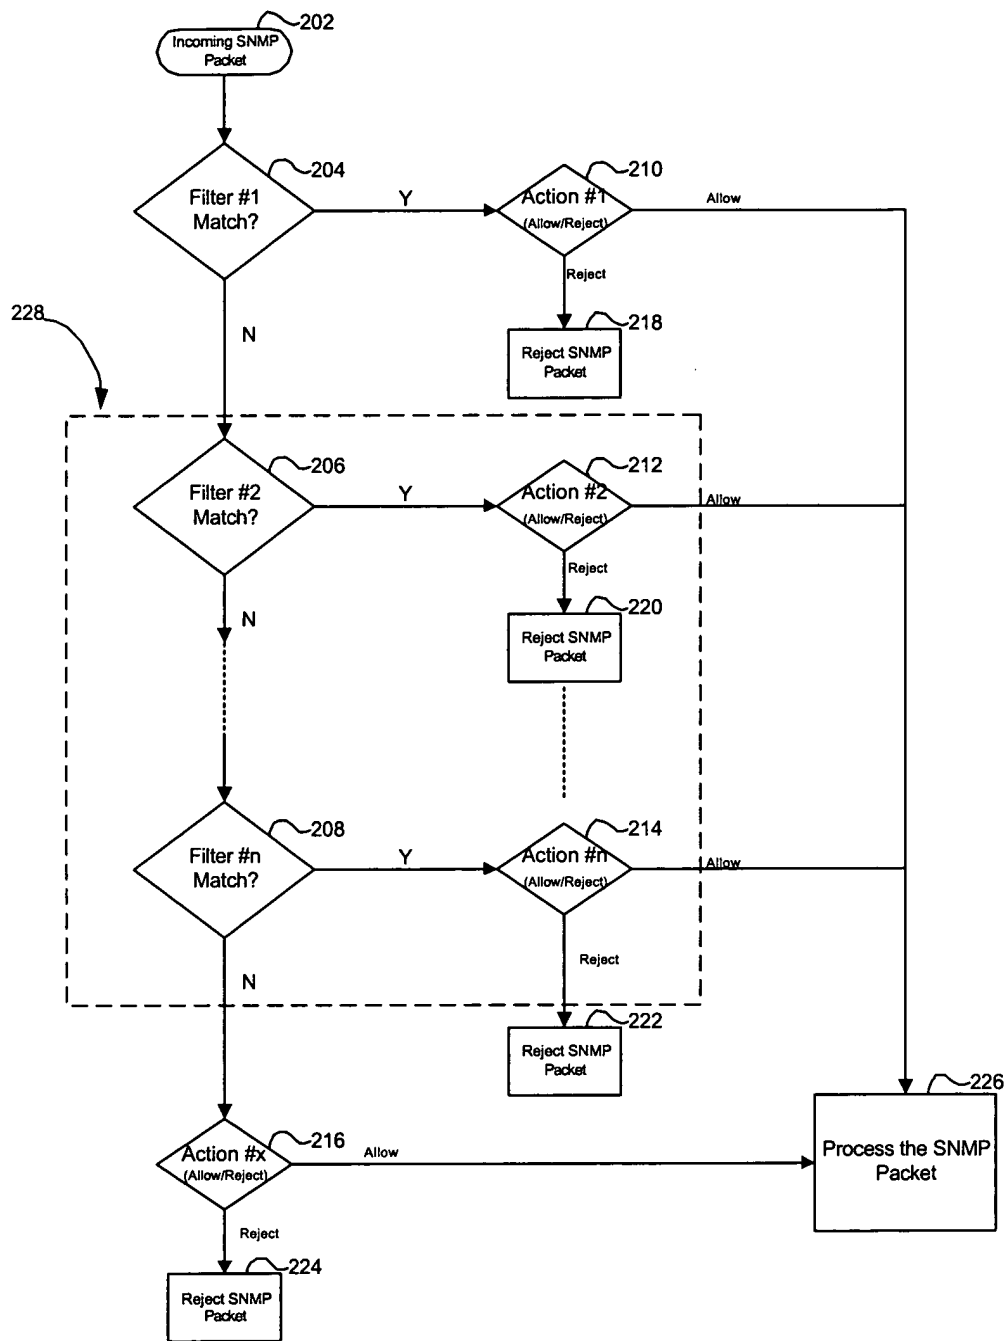 202
Incoming SNMP
Packet
204
Filter #1
Match?
Y
210
Action #1
(Allow/Reject)
Allow
Reject
218
Reject SNMP
Packet
N
228
206
Filter #2
Match?
Y
212
Action #2
(Allow/Reject)
Allow
Reject
220
Reject SNMP
Packet
N
208
Filter #n
Match?
Y
214
Action #n
(Allow/Reject)
Allow
Reject
N
222
Reject SNMP
Packet
226
Process the SNMP
Packet
216
Action #x
(Allow/Reject)
Allow
Reject
224
Reject SNMP
Packet